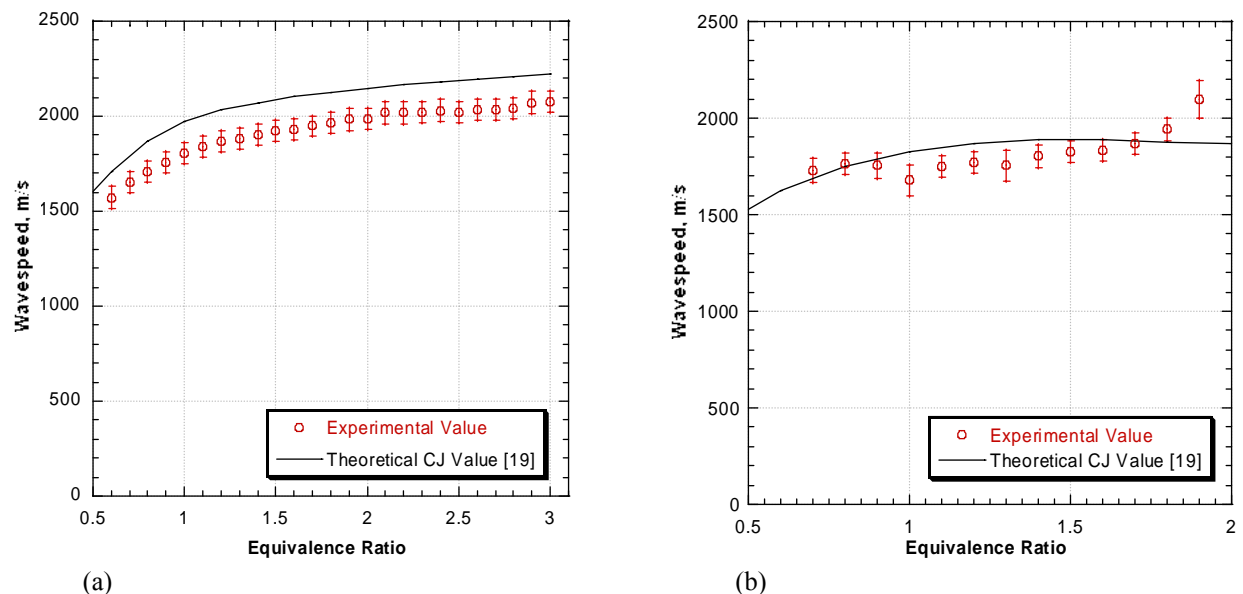 2500
2000
1500
1000
500
0
0.5 1 1.5 2 2.5 3
Wavespeed, m/s
Equivalence Ratio
Experimental Value
Theoretical CJ Value [19]
(a)
2500
2000
1500
1000
500
0
0.5 1 1.5 2
Wavespeed, m/s
Equivalence Ratio
Experimental Value
Theoretical CJ Value [19]
(b)